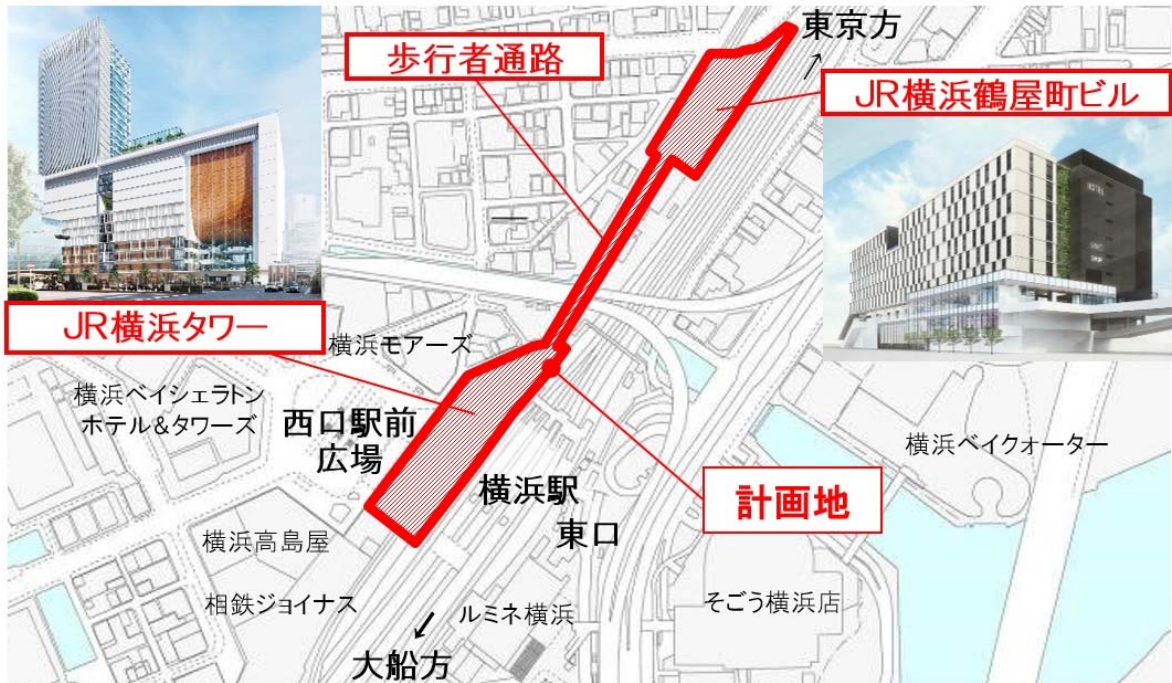 東京方
歩行者通路
JR横浜鶴屋町ビル
HOTEL
JR横浜タワー
横浜モアーズ
横浜ベイシェラトン
ホテル&タワーズ
西口駅前
広場
横浜ベイクォーター
横浜駅
計画地
東口
横浜高島屋
相鉄ジョイナス
ルミネ横浜
そごう横浜店
大船方